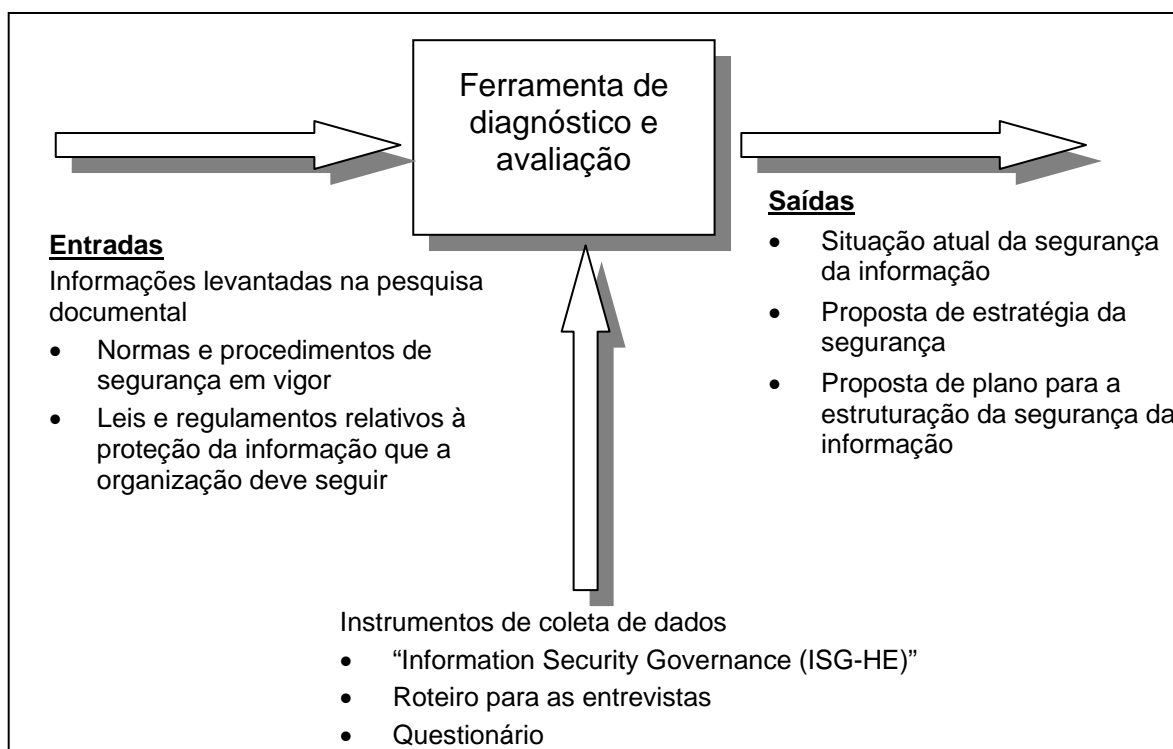 Ferramenta de
diagnóstico e
avaliação
Entradas
Informações levantadas na pesquisa
documental
• Normas e procedimentos de
segurança em vigor
• Leis e regulamentos relativos à
proteção da informação que a
organização deve seguir
Saídas
• Situação atual da segurança
da informação
• Proposta de estratégia da
segurança
• Proposta de plano para a
estruturação da segurança da
informação
Instrumentos de coleta de dados
• “Information Security Governance (ISG-HE)”
• Roteiro para as entrevistas
• Questionário